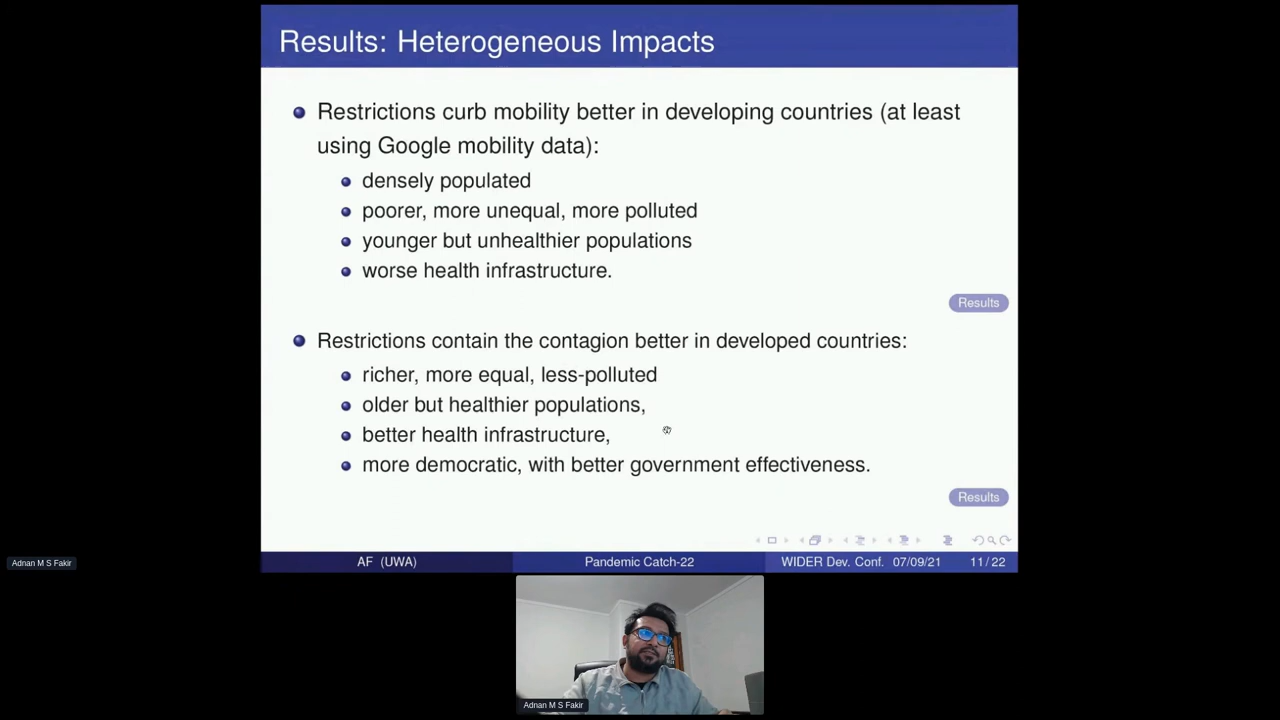 Results: Heterogeneous Impacts
Restrictions curb mobility better in developing countries (at least
using Google mobility data):
densely populated
poorer, more unequal, more polluted
younger but unhealthier populations
worse health infrastructure.
Results
Restrictions contain the contagion better in developed countries:
richer, more equal, less-polluted
older but healthier populations,
better health infrastructure,
more democratic, with better government effectiveness.
Results
AF (UWA)
Pandemic Catch-22
WIDER Dev. Conf. 07/09/21 11/22
Adnan M S Fakir
Adnan M S Fakir